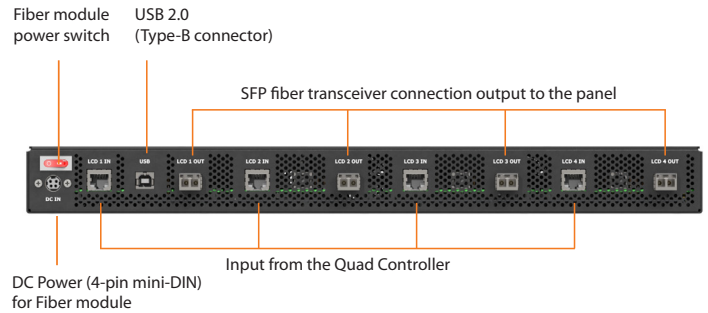 Fiber module
power switch
USB 2.0
(Type-B connector)
SFP fiber transceiver connection output to the panel
LCD 1 IN
USB
LCD 1 OUT
LCD 2 IN
LCD 2 OUT
LCD 3 IN
LCD 3 OUT
LCD 4 IN
LCD 4 OUT
DC IN
Input from the Quad Controller
DC Power (4-pin mini-DIN)
for Fiber module